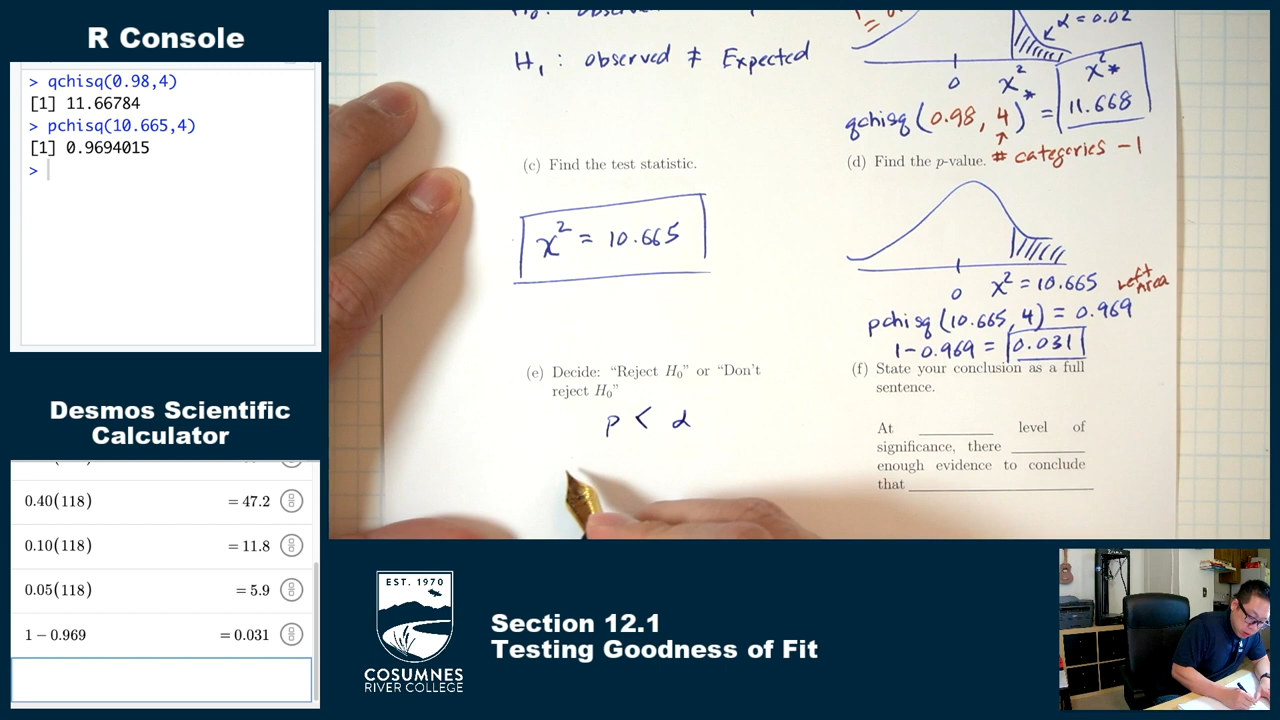 R Console
> qchisq(0.98,4)
[1] 11.66784
> pchisq(10.665,4)
[1] 0.9694015
>
Desmos Scientific
Calculator
0.40(118) = 47.2
0.10(118) = 11.8
0.05(118) = 5.9
1 – 0.969 = 0.031
H₁ : observed ≠ Expected
α = 0.02
0 χ²* χ²*
qchisq(0.98, 4) = 11.668
# categories - 1
(c) Find the test statistic.
χ² = 10.665
(d) Find the p-value.
0 χ² = 10.665 Left Area
pchisq(10.665, 4) = 0.969
1 - 0.969 = 0.031
(e) Decide: “Reject H₀” or “Don’t
reject H₀”
p < α
(f) State your conclusion as a full
sentence.
At ________ level of
significance, there ________
enough evidence to conclude
that ________
EST. 1970
COSUMNES
RIVER COLLEGE
Section 12.1
Testing Goodness of Fit